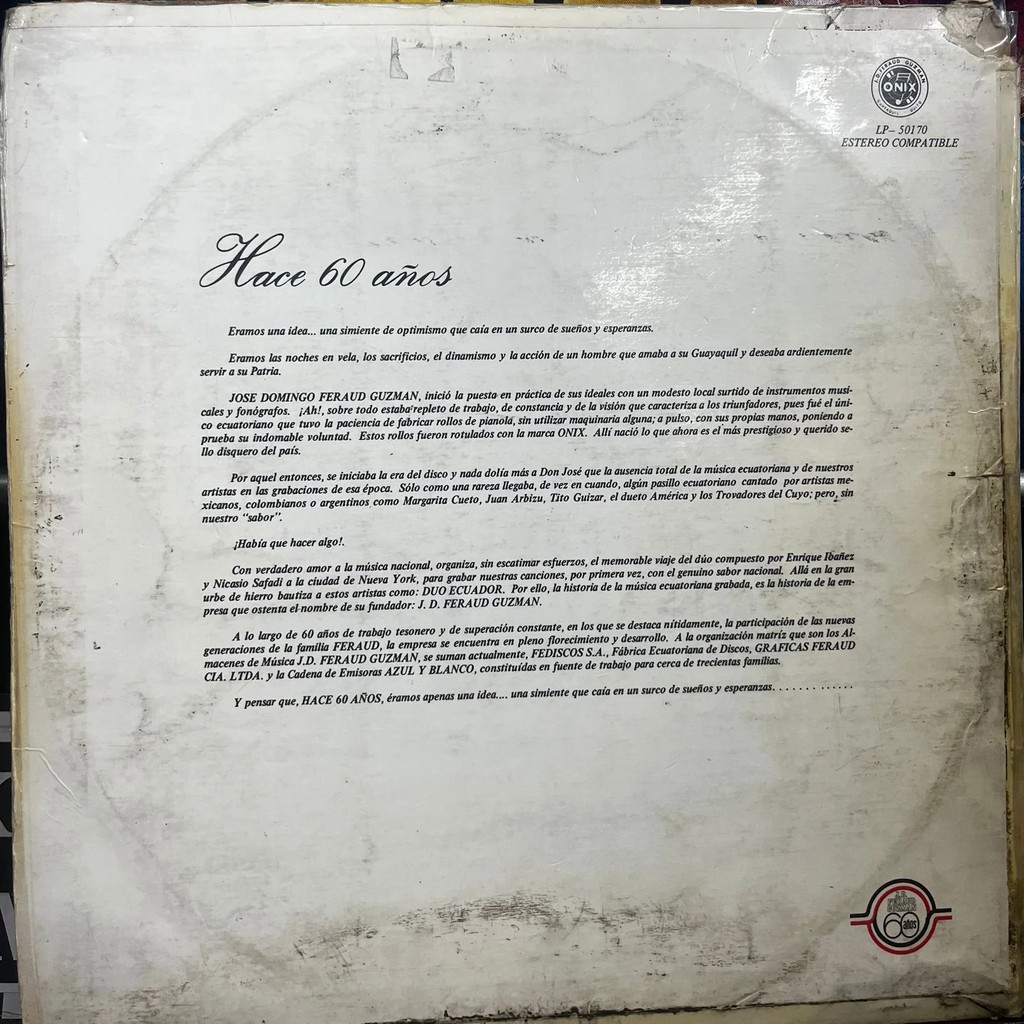 J.D. FERAUD GUZMAN
ONIX
LP- 50170
ESTEREO COMPATIBLE
Hace 60 años
Eramos una idea... una simiente de optimismo que caía en un surco de sueños y esperanzas.
Eramos las noches en vela, los sacrificios, el dinamismo y la acción de un hombre que amaba a su Guayaquil y deseaba ardientemente
servir a su Patria.
JOSE DOMINGO FERAUD GUZMAN, inició la puesta en práctica de sus ideales con un modesto local surtido de instrumentos musi-
cales y fonógrafos. ¡Ah!, sobre todo estaba repleto de trabajo, de constancia y de la visión que caracteriza a los triunfadores, pues fué el úni-
co ecuatoriano que tuvo la paciencia de fabricar rollos de pianola, sin utilizar maquinaria alguna; a pulso, con sus propias manos, poniendo a
prueba su indomable voluntad. Estos rollos fueron rotulados con la marca ONIX. Allí nació lo que ahora es el más prestigioso y querido se-
llo disquero del país.
Por aquel entonces, se iniciaba la era del disco y nada dolía más a Don José que la ausencia total de la música ecuatoriana y de nuestros
artistas en las grabaciones de esa época. Sólo como una rareza llegaba, de vez en cuando, algún pasillo ecuatoriano cantado por artistas me-
xicanos, colombianos o argentinos como Margarita Cueto, Juan Arbizu, Tito Guizar, el dueto América y los Trovadores del Cuyo; pero, sin
nuestro "sabor".
¡Había que hacer algo!.
Con verdadero amor a la música nacional, organiza, sin escatimar esfuerzos, el memorable viaje del dúo compuesto por Enrique Ibañez
y Nicasio Safadi a la ciudad de Nueva York, para grabar nuestras canciones, por primera vez, con el genuino sabor nacional. Allá en la gran
urbe de hierro bautiza a estos artistas como: DUO ECUADOR. Por ello, la historia de la música ecuatoriana grabada, es la historia de la em-
presa que ostenta el nombre de su fundador: J. D. FERAUD GUZMAN.
A lo largo de 60 años de trabajo tesonero y de superación constante, en los que se destaca nítidamente, la participación de las nuevas
generaciones de la familia FERAUD, la empresa se encuentra en pleno florecimiento y desarrollo. A la organización matríz que son los Al-
macenes de Música J.D. FERAUD GUZMAN, se suman actualmente, FEDISCOS S.A., Fábrica Ecuatoriana de Discos, GRAFICAS FERAUD
CIA. LTDA. y la Cadena de Emisoras AZUL Y BLANCO, constituídas en fuente de trabajo para cerca de trecientas familias.
Y pensar que, HACE 60 AÑOS, éramos apenas una idea.... una simiente que caía en un surco de sueños y esperanzas. . . . . . . . . . . . .
J.D.
FERAUD
GUZMAN
60 años